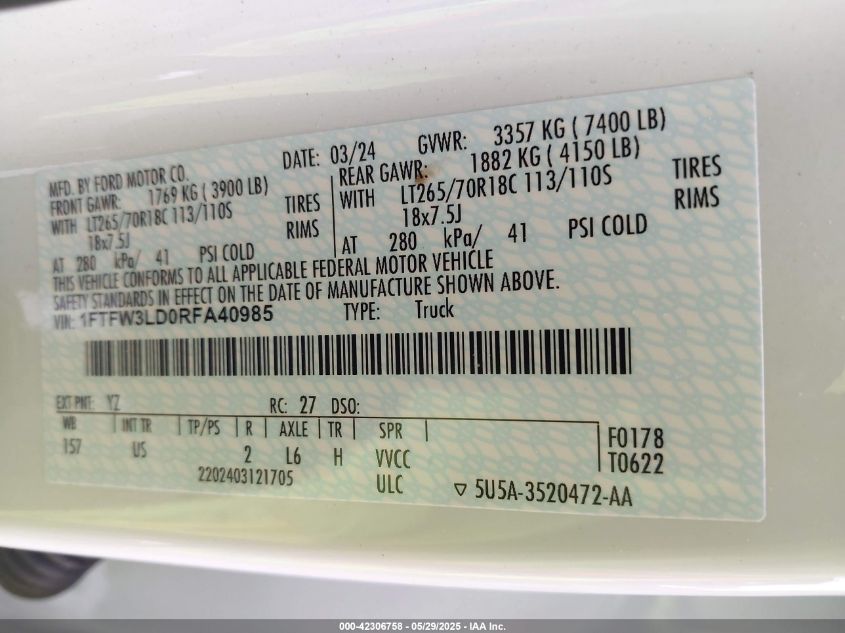 MFD. BY FORD MOTOR CO.
DATE: 03/24 GVWR: 3357 KG ( 7400 LB)
FRONT GAWR: 1769 KG ( 3900 LB)
WITH LT265/70R18C 113/110S TIRES
18x7.5J RIMS
AT 280 kPa/ 41 PSI COLD
REAR GAWR: 1882 KG ( 4150 LB)
WITH LT265/70R18C 113/110S TIRES
18x7.5J RIMS
AT 280 kPa/ 41 PSI COLD
THIS VEHICLE CONFORMS TO ALL APPLICABLE FEDERAL MOTOR VEHICLE
SAFETY STANDARDS IN EFFECT ON THE DATE OF MANUFACTURE SHOWN ABOVE.
VIN: 1FTFW3LD0RFA40985 TYPE: Truck
EXT PNT: YZ RC: 27 DSO:
WB INT TR TP/PS R AXLE TR SPR
157 US 2 L6 H VVCC
2202403121705 ULC
F0178
T0622
▽ 5U5A-3520472-AA
000-42306758 - 05/29/2025 - IAA Inc.